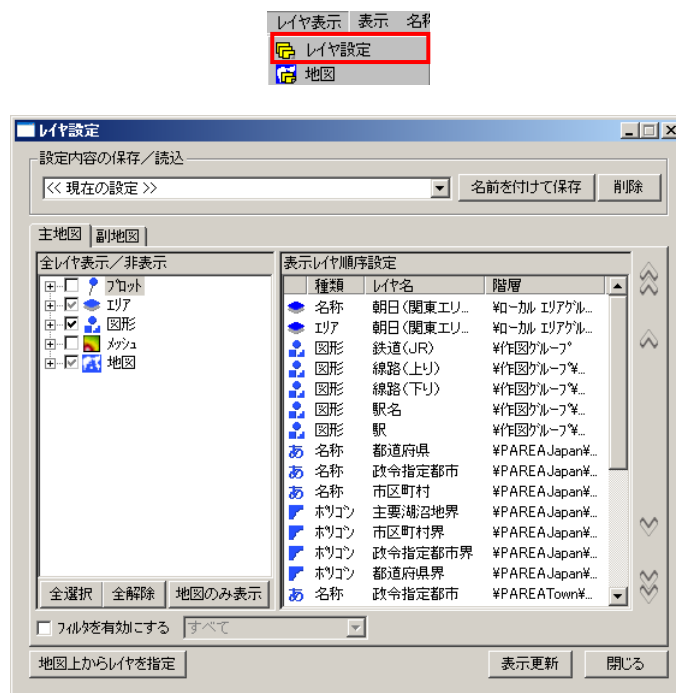 レイヤ表示 表示 名称
レイヤ設定
地図
レイヤ設定
設定内容の保存／読込
<< 現在の設定 >>
名前を付けて保存
削除
主地図 副地図
全レイヤ表示／非表示
プロット
エリア
図形
メッシュ
地図
全選択 全解除 地図のみ表示
表示レイヤ順序設定
種類 レイヤ名 階層
名称 朝日(関東エリ... ¥ローカル エリアグル...
エリア 朝日(関東エリ... ¥ローカル エリアグル...
図形 鉄道(JR) ¥作図グループ
図形 線路(上り) ¥作図グループ¥...
図形 線路(下り) ¥作図グループ¥...
図形 駅名 ¥作図グループ¥...
図形 駅 ¥作図グループ¥...
あ 名称 都道府県 ¥PAREAJapan¥...
あ 名称 政令指定都市 ¥PAREAJapan¥...
あ 名称 市区町村 ¥PAREAJapan¥...
ポリゴン 主要湖沼地界 ¥PAREAJapan¥...
ポリゴン 市区町村界 ¥PAREAJapan¥...
ポリゴン 政令指定都市界 ¥PAREAJapan¥...
ポリゴン 都道府県界 ¥PAREAJapan¥...
あ 名称 政令指定都市 ¥PAREATown¥...
フィルタを有効にする すべて
地図上からレイヤを指定
表示更新 閉じる